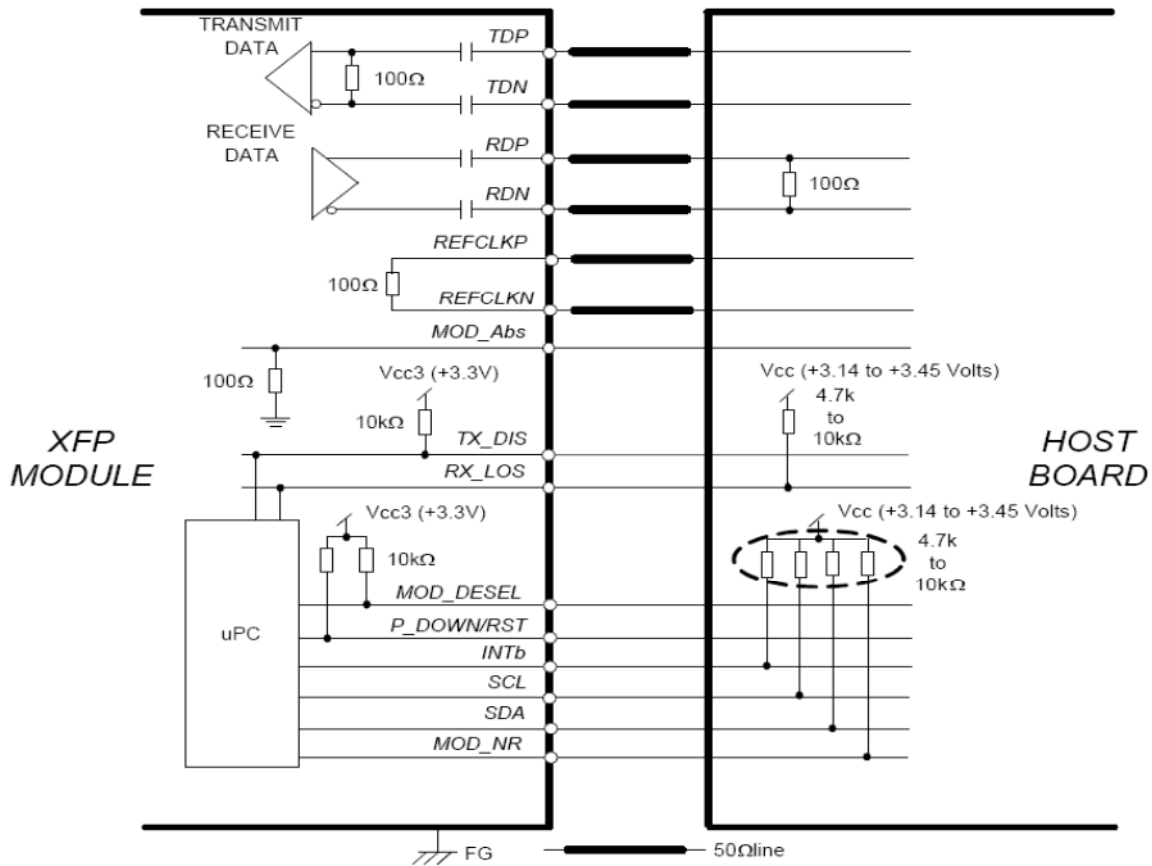 TRANSMIT
DATA
TDP
100Ω
TDN
RECEIVE
DATA
RDP
100Ω
RDN
REFCLKP
100Ω
REFCLKN
MOD_Abs
100Ω
Vcc3 (+3.3V)
10kΩ
Vcc (+3.14 to +3.45 Volts)
4.7k
to
10kΩ
TX_DIS
RX_LOS
XFP
MODULE
HOST
BOARD
Vcc3 (+3.3V)
10kΩ
Vcc (+3.14 to +3.45 Volts)
4.7k
to
10kΩ
MOD_DESEL
uPC
P_DOWN/RST
INTb
SCL
SDA
MOD_NR
FG
50Ωline